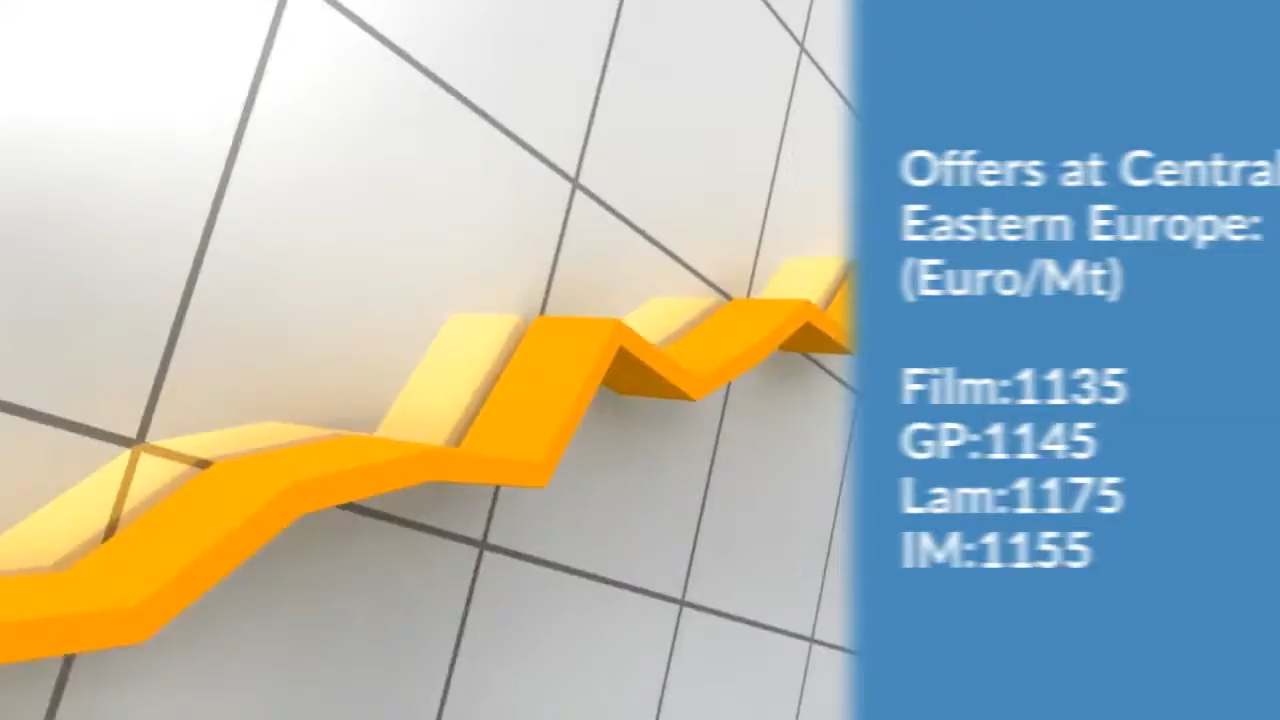 Offers at Central
Eastern Europe:
(Euro/Mt)
Film:1135
GP:1145
Lam:1175
IM:1155